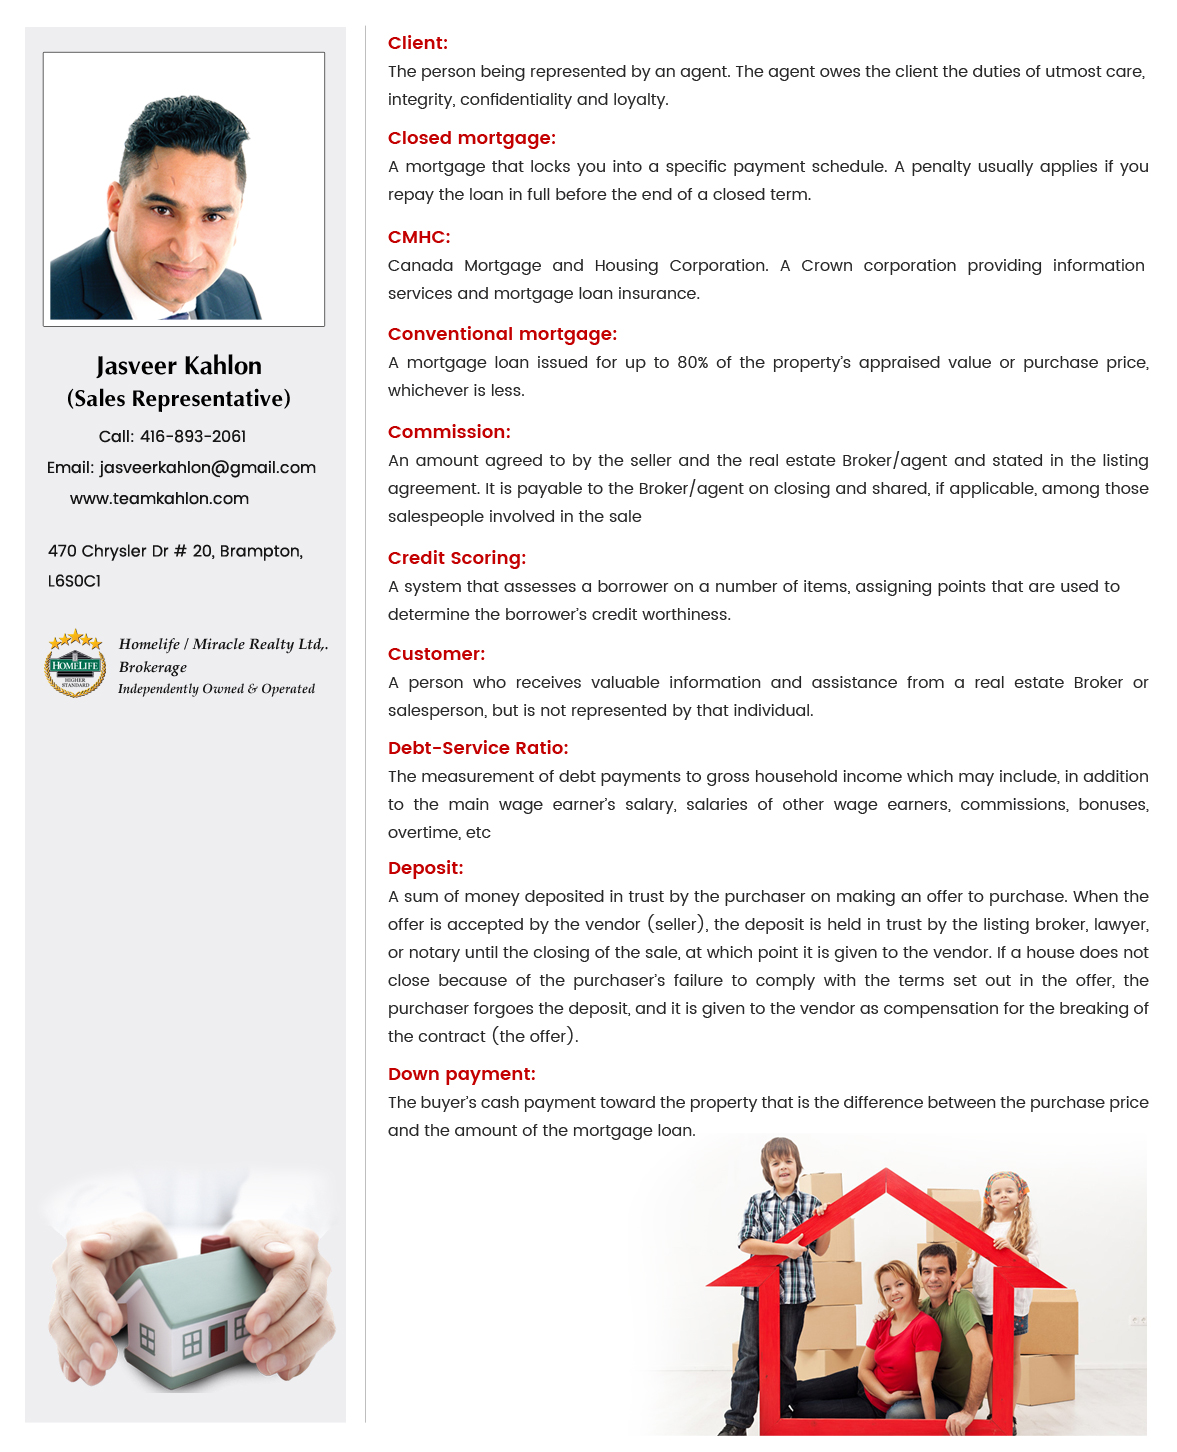 Jasveer Kahlon
(Sales Representative)
Call: 416-893-2061
Email: jasveerkahlon@gmail.com
www.teamkahlon.com
470 Chrysler Dr # 20, Brampton,
L6S0C1
HOMELIFE
HIGHER
STANDARD
Homelife / Miracle Realty Ltd,.
Brokerage
Independently Owned & Operated
Client:
The person being represented by an agent. The agent owes the client the duties of utmost care,
integrity, confidentiality and loyalty.
Closed mortgage:
A mortgage that locks you into a specific payment schedule. A penalty usually applies if you
repay the loan in full before the end of a closed term.
CMHC:
Canada Mortgage and Housing Corporation. A Crown corporation providing information
services and mortgage loan insurance.
Conventional mortgage:
A mortgage loan issued for up to 80% of the property’s appraised value or purchase price,
whichever is less.
Commission:
An amount agreed to by the seller and the real estate Broker/agent and stated in the listing
agreement. It is payable to the Broker/agent on closing and shared, if applicable, among those
salespeople involved in the sale
Credit Scoring:
A system that assesses a borrower on a number of items, assigning points that are used to
determine the borrower’s credit worthiness.
Customer:
A person who receives valuable information and assistance from a real estate Broker or
salesperson, but is not represented by that individual.
Debt-Service Ratio:
The measurement of debt payments to gross household income which may include, in addition
to the main wage earner’s salary, salaries of other wage earners, commissions, bonuses,
overtime, etc
Deposit:
A sum of money deposited in trust by the purchaser on making an offer to purchase. When the
offer is accepted by the vendor (seller), the deposit is held in trust by the listing broker, lawyer,
or notary until the closing of the sale, at which point it is given to the vendor. If a house does not
close because of the purchaser’s failure to comply with the terms set out in the offer, the
purchaser forgoes the deposit, and it is given to the vendor as compensation for the breaking of
the contract (the offer).
Down payment:
The buyer’s cash payment toward the property that is the difference between the purchase price
and the amount of the mortgage loan.